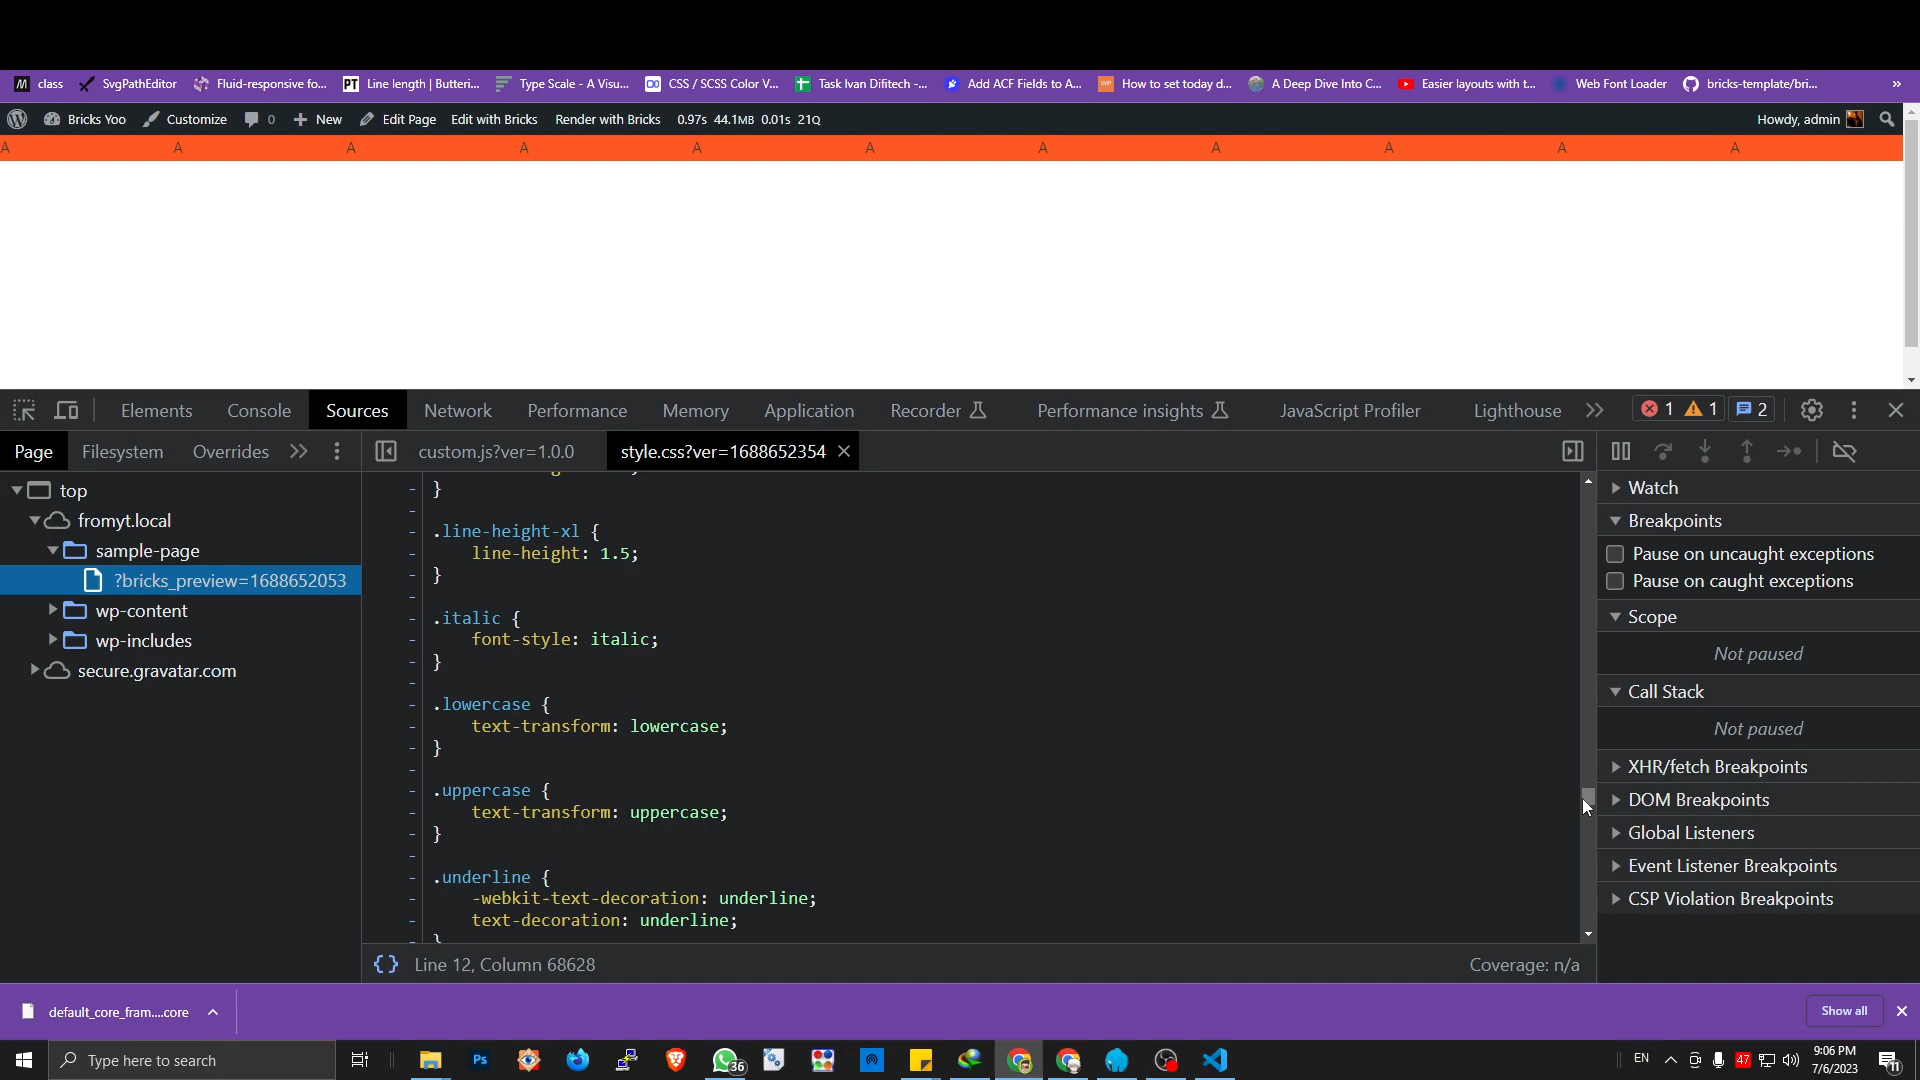 class SvgPathEditor Fluid-responsive fo... PT Line length | Butteri... Type Scale - A Visu... CSS / SCSS Color V... Task Ivan Difitech -... Add ACF Fields to A... WP How to set today d... A Deep Dive Into C... Easier layouts with t... Web Font Loader bricks-template/bri... »
Bricks Yoo Customize 0 New Edit Page Edit with Bricks Render with Bricks 0.97s 44.1MB 0.01s 21Q Howdy, admin
A A A A A A A A A A A
Elements Console Sources Network Performance Memory Application Recorder Performance insights JavaScript Profiler Lighthouse 1 1 2
Page Filesystem Overrides custom.js?ver=1.0.0 style.css?ver=1688652354
top
fromyt.local
sample-page
?bricks_preview=1688652053
wp-content
wp-includes
secure.gravatar.com
- }
-
- .line-height-xl {
- line-height: 1.5;
- }
-
- .italic {
- font-style: italic;
- }
-
- .lowercase {
- text-transform: lowercase;
- }
-
- .uppercase {
- text-transform: uppercase;
- }
-
- .underline {
- -webkit-text-decoration: underline;
- text-decoration: underline;
- }
{} Line 12, Column 68628 Coverage: n/a
Watch
Breakpoints
Pause on uncaught exceptions
Pause on caught exceptions
Scope
Not paused
Call Stack
Not paused
XHR/fetch Breakpoints
DOM Breakpoints
Global Listeners
Event Listener Breakpoints
CSP Violation Breakpoints
default_core_fram....core Show all
Type here to search Ps 36 EN 47 9:06 PM
7/6/2023 11